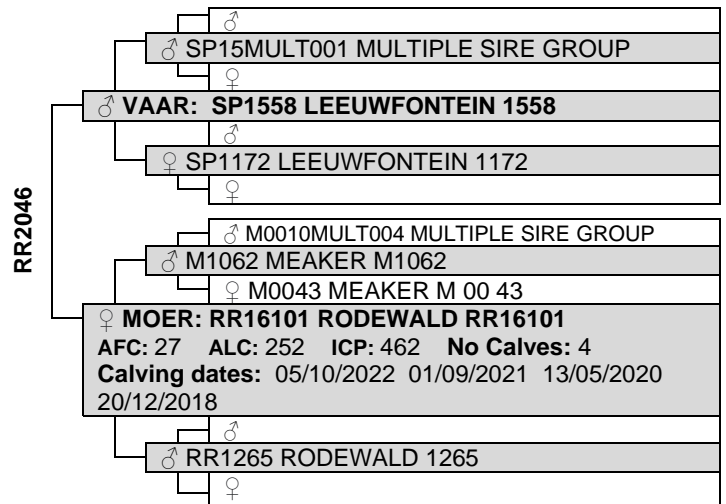 ♂
♂ SP15MULT001 MULTIPLE SIRE GROUP
♀
♂ VAAR: SP1558 LEEUWFONTEIN 1558
♂
♀ SP1172 LEEUWFONTEIN 1172
♀
RR2046
♂ M0010MULT004 MULTIPLE SIRE GROUP
♂ M1062 MEAKER M1062
♀ M0043 MEAKER M 00 43
♀ MOER: RR16101 RODEWALD RR16101
AFC: 27 ALC: 252 ICP: 462 No Calves: 4
Calving dates: 05/10/2022 01/09/2021 13/05/2020
20/12/2018
♂
♂ RR1265 RODEWALD 1265
♀